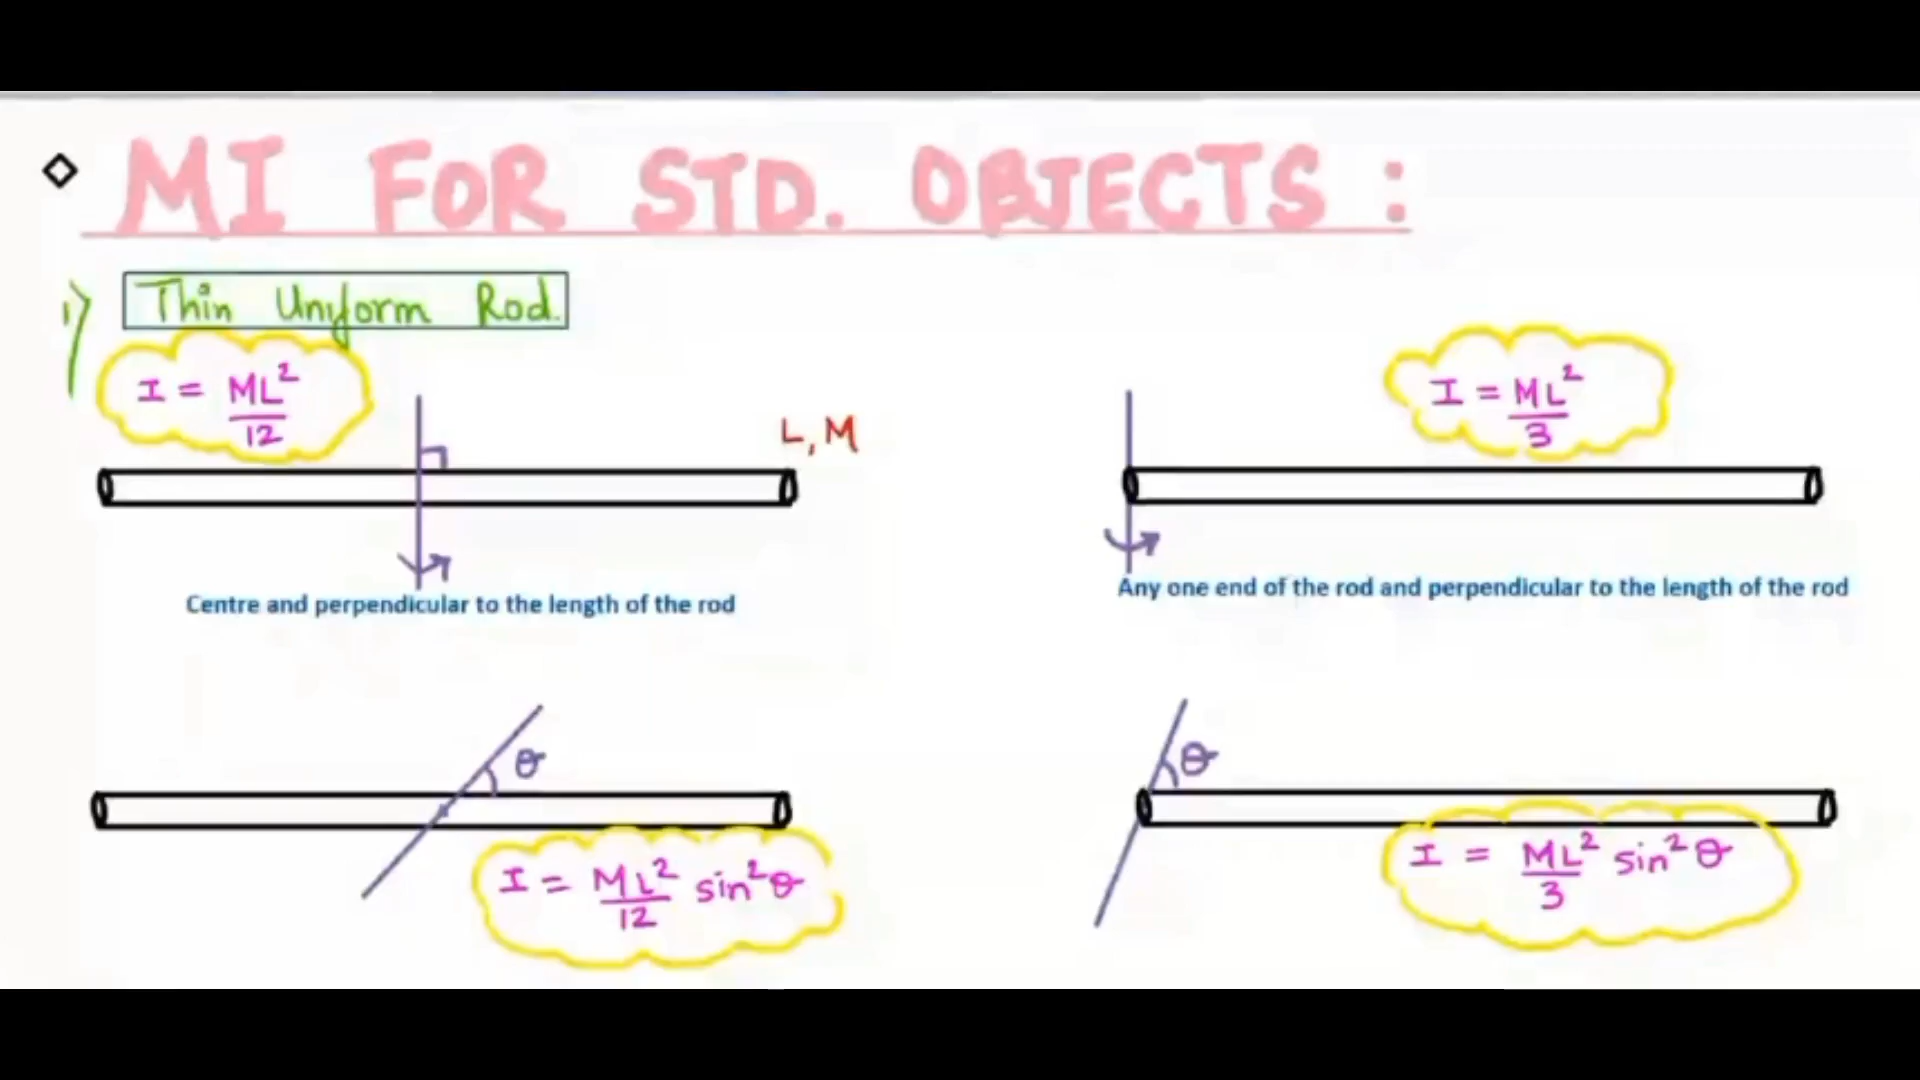 MI FOR STD. OBJECTS :
1) Thin Uniform Rod.
I = ML²/12
L, M
Centre and perpendicular to the length of the rod
I = ML²/3
Any one end of the rod and perpendicular to the length of the rod
θ
I = ML²/12 sin²θ
θ
I = ML²/3 sin²θ